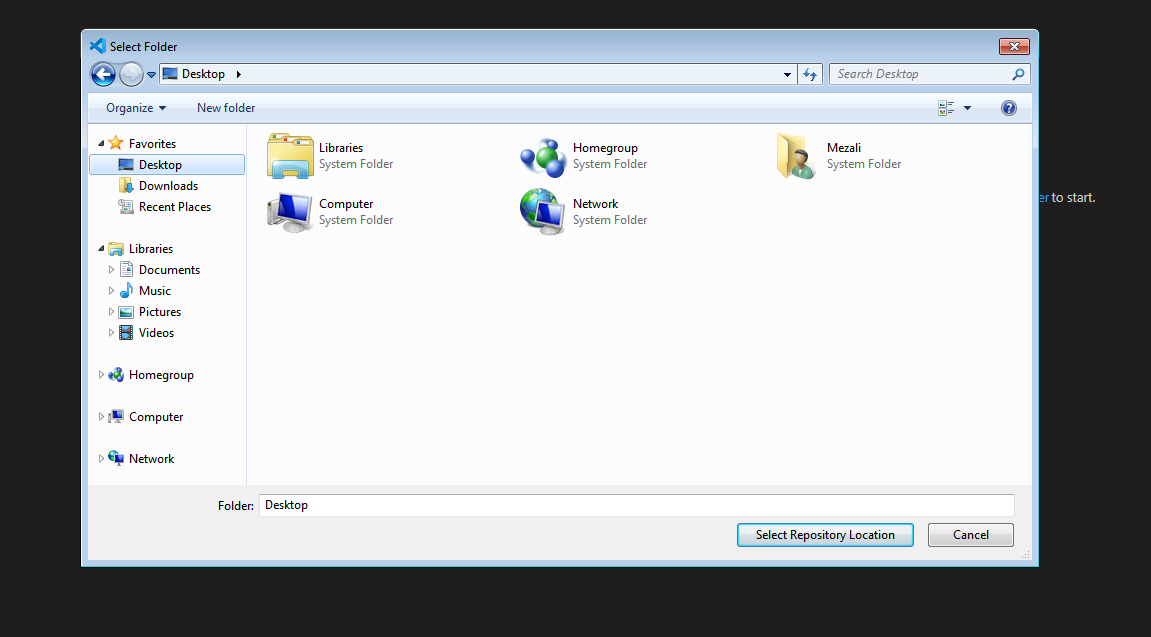 Select Folder
Desktop
Search Desktop
Organize
New folder
Favorites
Desktop
Downloads
Recent Places
Libraries
Documents
Music
Pictures
Videos
Homegroup
Computer
Network
Libraries
System Folder
Homegroup
System Folder
Mezali
System Folder
Computer
System Folder
Network
System Folder
er to start.
Folder: Desktop
Select Repository Location
Cancel